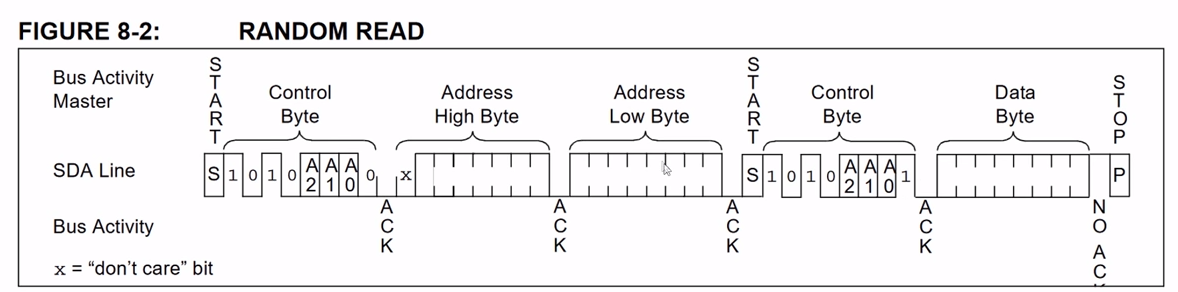 FIGURE 8-2: RANDOM READ
Bus Activity
Master
START
Control
Byte
Address
High Byte
Address
Low Byte
START
Control
Byte
Data
Byte
STOP
SDA Line
S 1 0 1 0 A2 A1 A0 0 x S 1 0 1 0 A2 A1 A0 1 P
Bus Activity
ACK
ACK
ACK
ACK
NO ACK
x = “don’t care” bit